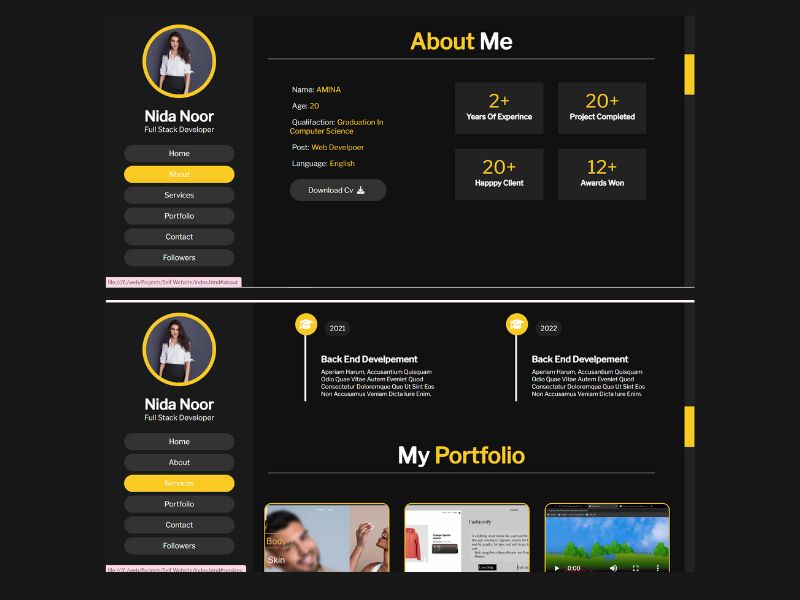 About Me
Nida Noor
Full Stack Developer
Home
About
Services
Portfolio
Contact
Followers
Name: AMINA
Age: 20
Qualifaction: Graduation In
Computer Science
Post: Web Develpoer
Language: English
Download Cv
2+
Years Of Experince
20+
Project Completed
20+
Happpy Client
12+
Awards Won
file:///E:/web/Projects/Self Website/index.html#about
Nida Noor
Full Stack Developer
Home
About
Services
Portfolio
Contact
Followers
2021
Back End Develpement
Aperiam Harum, Accusantium Quisquam
Odio Quae Vitae Autem Eveniet Quod
Consectetur Doloremque Quo Ut Sint Eos
Non Accusamus Veniam Dicta Iure Enim.
2022
Back End Develpement
Aperiam Harum, Accusantium Quisquam
Odio Quae Vitae Autem Eveniet Quod
Consectetur Doloremque Quo Ut Sint Eos
Non Accusamus Veniam Dicta Iure Enim.
My Portfolio
Body
Skin
Fashionify
0:00
file:///E:/web/Projects/Self Website/index.html#services